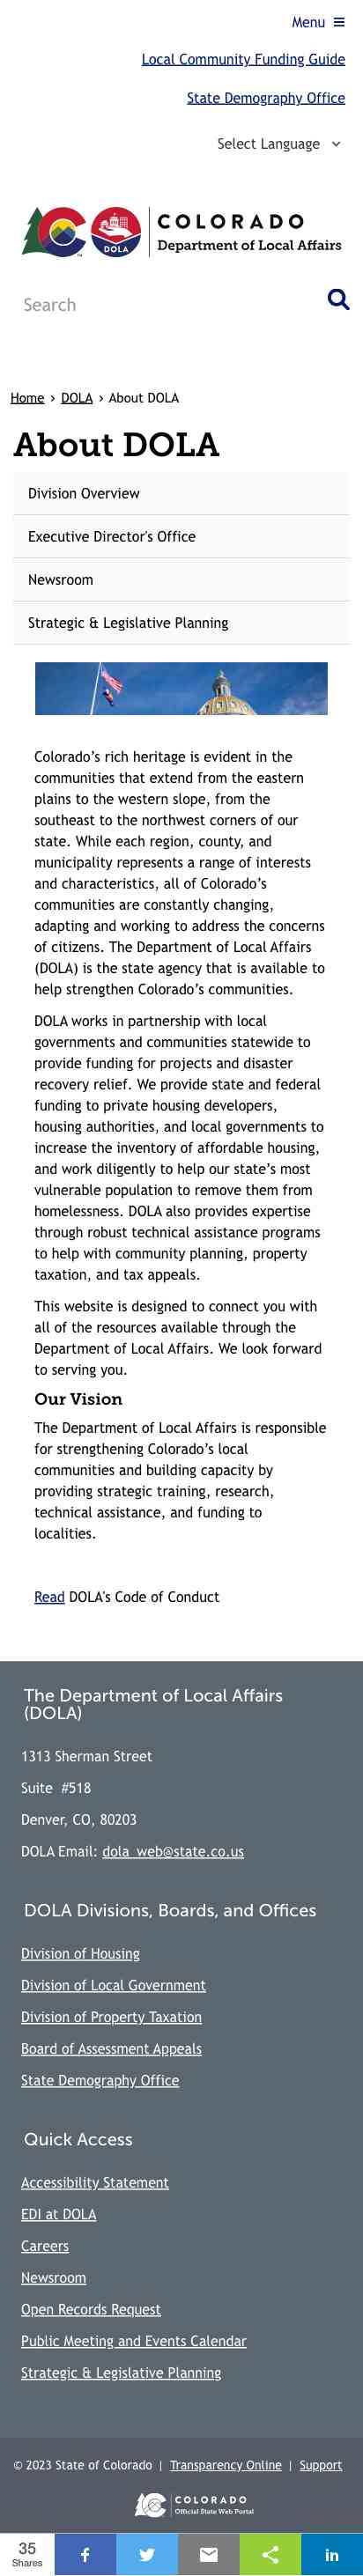 Menu
Local Community Funding Guide
State Demography Office
Select Language
COLORADO
Department of Local Affairs
DOLA
Search
Home > DOLA > About DOLA
About DOLA
Division Overview
Executive Director's Office
Newsroom
Strategic & Legislative Planning
Colorado’s rich heritage is evident in the
communities that extend from the eastern
plains to the western slope, from the
southeast to the northwest corners of our
state. While each region, county, and
municipality represents a range of interests
and characteristics, all of Colorado’s
communities are constantly changing,
adapting and working to address the concerns
of citizens. The Department of Local Affairs
(DOLA) is the state agency that is available to
help strengthen Colorado’s communities.
DOLA works in partnership with local
governments and communities statewide to
provide funding for projects and disaster
recovery relief. We provide state and federal
funding to private housing developers,
housing authorities, and local governments to
increase the inventory of affordable housing,
and work diligently to help our state’s most
vulnerable population to remove them from
homelessness. DOLA also provides expertise
through robust technical assistance programs
to help with community planning, property
taxation, and tax appeals.
This website is designed to connect you with
all of the resources available through the
Department of Local Affairs. We look forward
to serving you.
Our Vision
The Department of Local Affairs is responsible
for strengthening Colorado’s local
communities and building capacity by
providing strategic training, research,
technical assistance, and funding to
localities.
Read DOLA's Code of Conduct
The Department of Local Affairs
(DOLA)
1313 Sherman Street
Suite #518
Denver, CO, 80203
DOLA Email: dola_web@state.co.us
DOLA Divisions, Boards, and Offices
Division of Housing
Division of Local Government
Division of Property Taxation
Board of Assessment Appeals
State Demography Office
Quick Access
Accessibility Statement
EDI at DOLA
Careers
Newsroom
Open Records Request
Public Meeting and Events Calendar
Strategic & Legislative Planning
© 2023 State of Colorado | Transparency Online | Support
COLORADO
Official State Web Portal
35
Shares